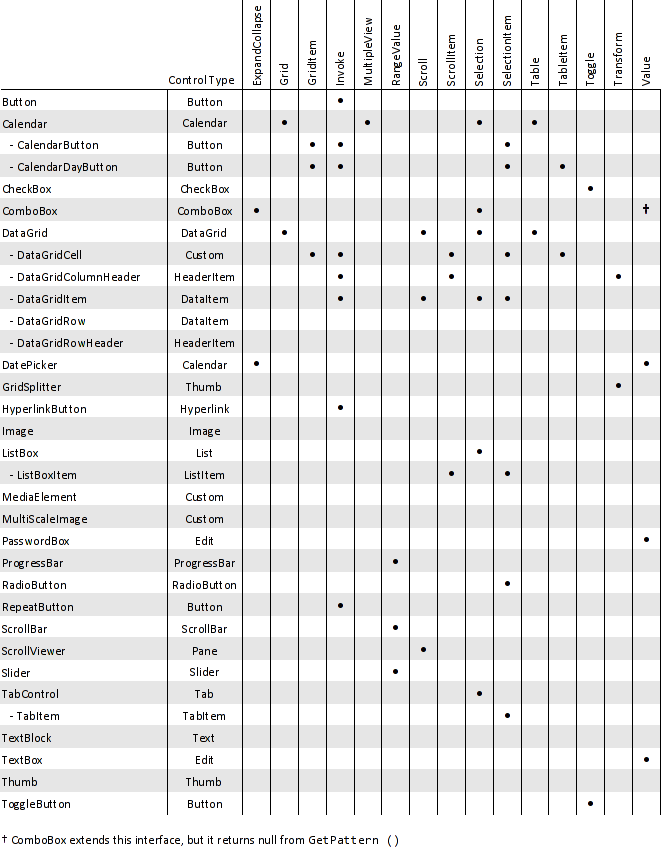 ControlType ExpandCollapse Grid GridItem Invoke MultipleView RangeValue Scroll ScrollItem Selection SelectionItem Table TableItem Toggle Transform Value
Button Button •
Calendar Calendar • • • •
- CalendarButton Button • • •
- CalendarDayButton Button • • • •
CheckBox CheckBox •
ComboBox ComboBox • • †
DataGrid DataGrid • • • •
- DataGridCell Custom • • • • •
- DataGridColumnHeader HeaderItem • • •
- DataGridItem DataItem • • • •
- DataGridRow DataItem
- DataGridRowHeader HeaderItem
DatePicker Calendar • •
GridSplitter Thumb •
HyperlinkButton Hyperlink •
Image Image
ListBox List •
- ListBoxItem ListItem • •
MediaElement Custom
MultiScaleImage Custom
PasswordBox Edit •
ProgressBar ProgressBar •
RadioButton RadioButton •
RepeatButton Button •
ScrollBar ScrollBar •
ScrollViewer Pane •
Slider Slider •
TabControl Tab •
- TabItem TabItem •
TextBlock Text
TextBox Edit •
Thumb Thumb
ToggleButton Button •
† ComboBox extends this interface, but it returns null from GetPattern ()